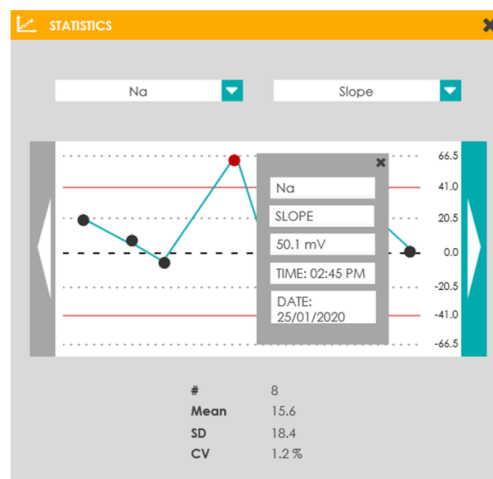 STATISTICS
Na
Slope
66.5
41.0
20.5
0.0
-20.5
-41.0
-66.5
Na
SLOPE
50.1 mV
TIME: 02:45 PM
DATE:
25/01/2020
# 8
Mean 15.6
SD 18.4
CV 1.2 %